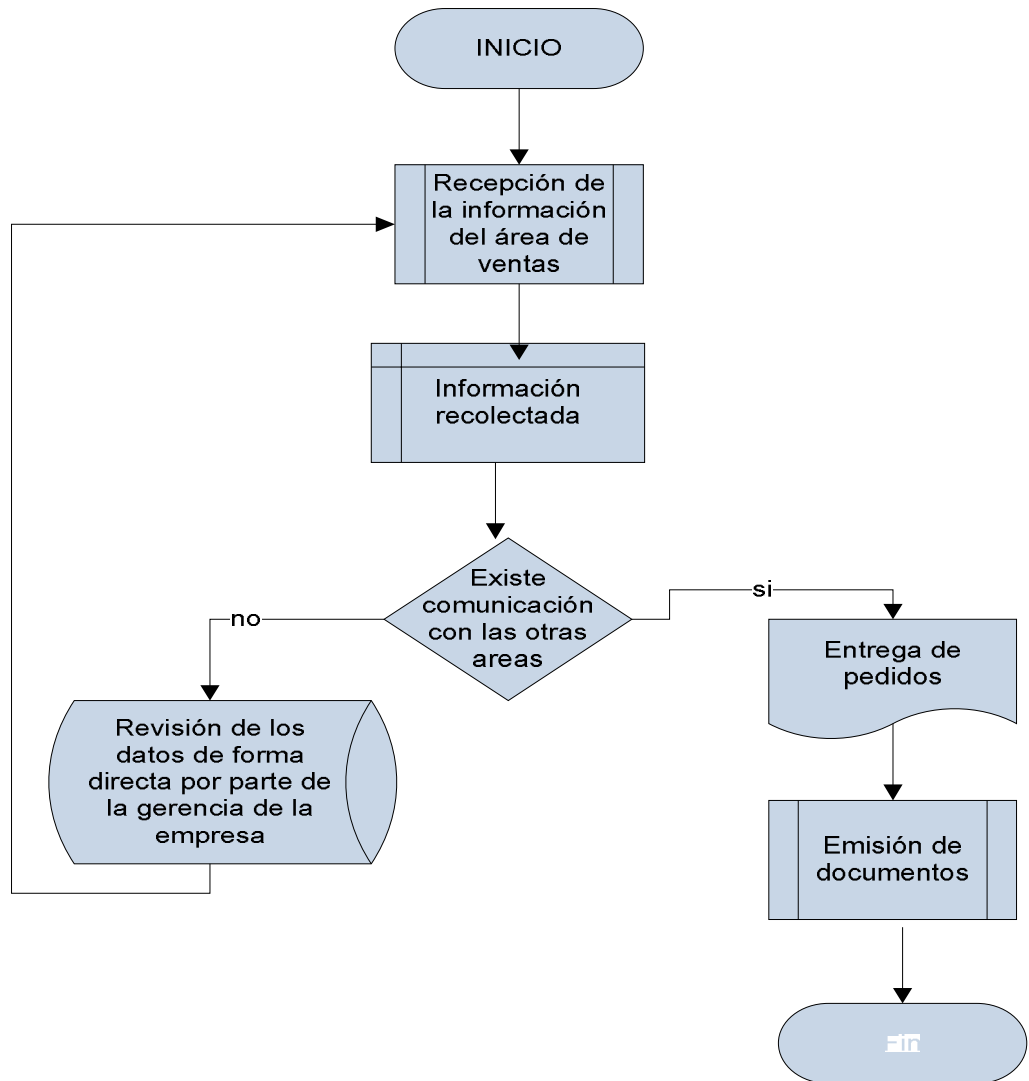 INICIO
Recepción de
la información
del área de
ventas
Información
recolectada
Existe
comunicación
con las otras
areas
no
si
Entrega de
pedidos
Revisión de los
datos de forma
directa por parte de
la gerencia de la
empresa
Emisión de
documentos
Fin